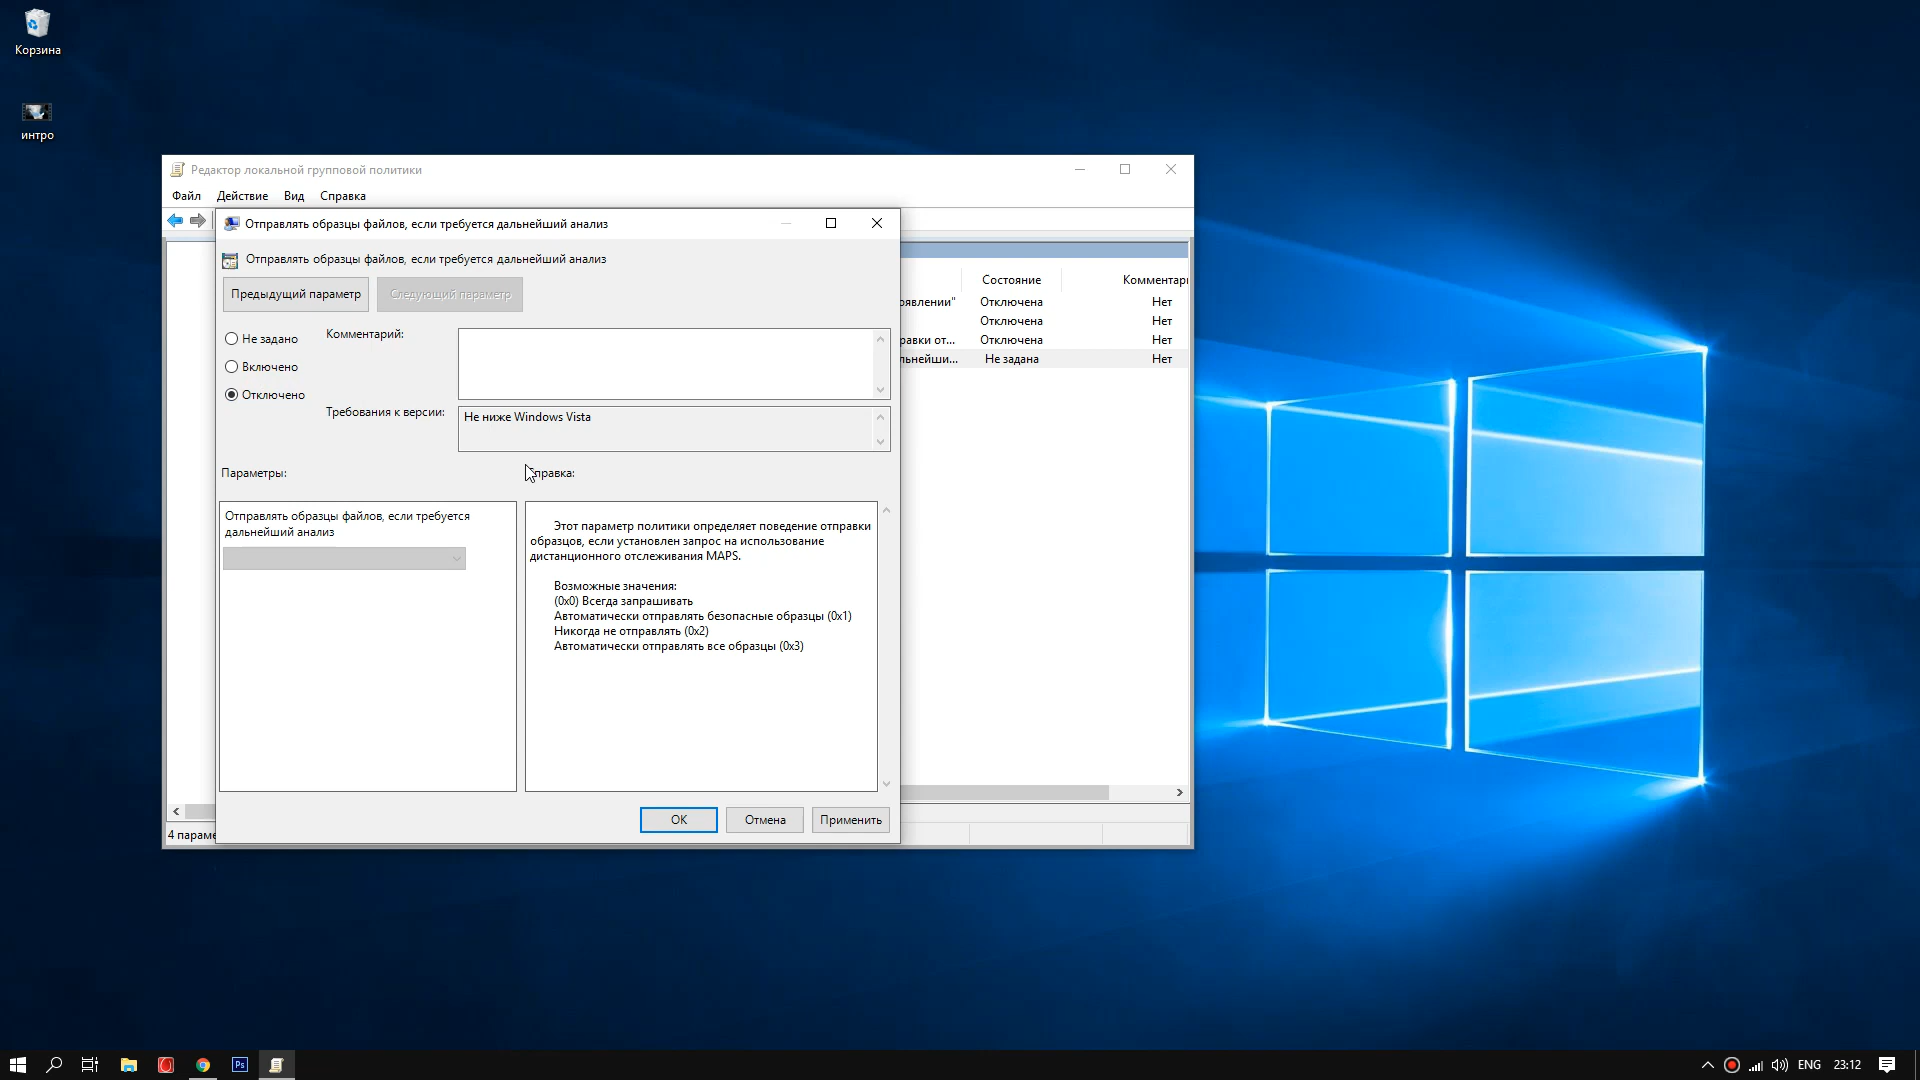 Корзина
интро
Редактор локальной групповой политики
Файл Действие Вид Справка
Отправлять образцы файлов, если требуется дальнейший анализ
Отправлять образцы файлов, если требуется дальнейший анализ
Предыдущий параметр Следующий параметр
Не задано
Включено
Отключено
Комментарий:
Требования к версии:
Не ниже Windows Vista
Параметры:
Справка:
Отправлять образцы файлов, если требуется
дальнейший анализ
Этот параметр политики определяет поведение отправки
образцов, если установлен запрос на использование
дистанционного отслеживания MAPS.
Возможные значения:
(0x0) Всегда запрашивать
Автоматически отправлять безопасные образцы (0x1)
Никогда не отправлять (0x2)
Автоматически отправлять все образцы (0x3)
ОК Отмена Применить
Состояние Комментари
оявлении" Отключена Нет
Отключена Нет
равки от... Отключена Нет
льнейши... Не задана Нет
4 параме
Ps
ENG 23:12